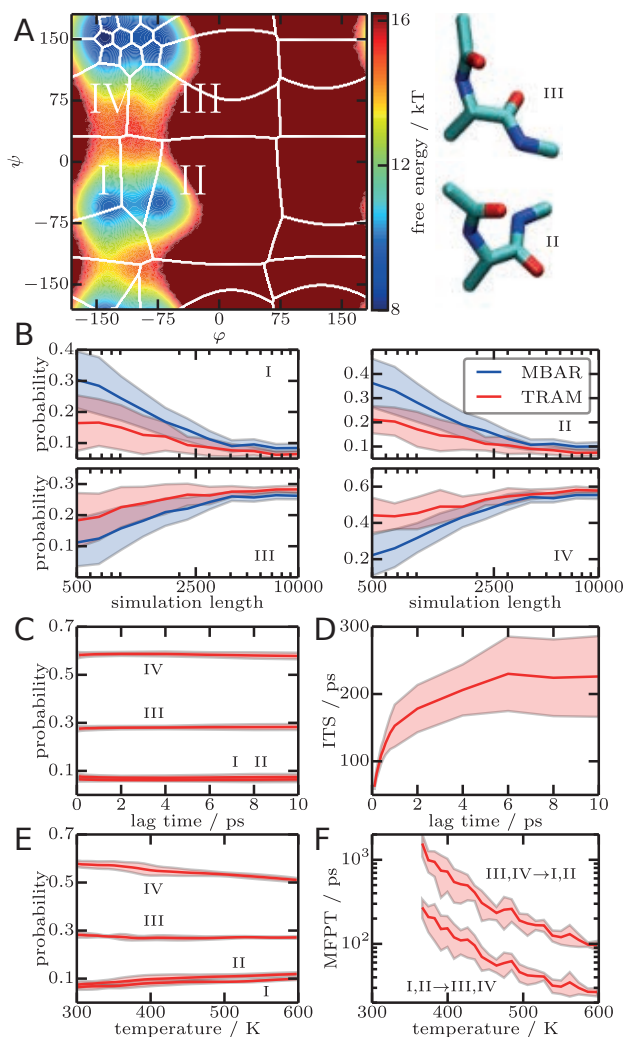 A
150
75
0
−75
−150
ψ
−150
−75
0
75
150
φ
IV
III
I
II
16
12
8
free energy / kT
III
II
B
probability
0.4
0.3
0.2
0.1
I
probability
0.4
0.3
0.2
0.1
II
MBAR
TRAM
probability
0.3
0.2
0.1
III
500
2500
10000
simulation length
0.6
0.4
0.2
IV
500
2500
10000
simulation length
C
probability
0.7
0.5
0.3
0.1
IV
III
I II
0 2 4 6 8 10
lag time / ps
D
ITS / ps
300
200
100
0 2 4 6 8 10
lag time / ps
E
probability
0.7
0.5
0.3
0.1
IV
III
II
I
300 400 500 600
temperature / K
F
MFPT / ps
10³
10²
III,IV→I,II
I,II→III,IV
400 500 600
temperature / K